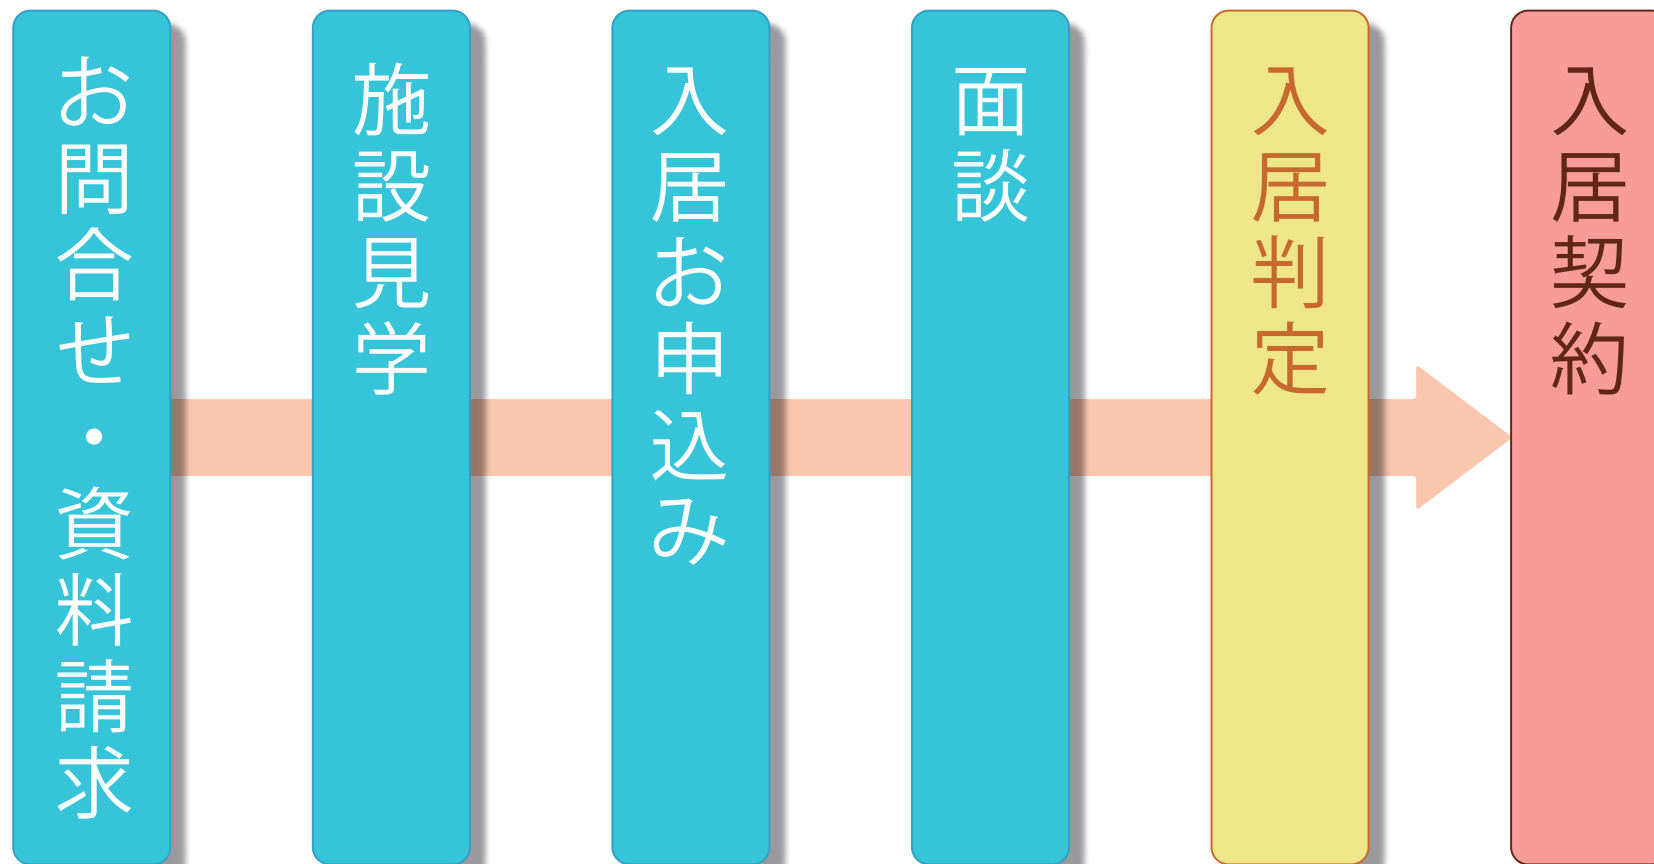 お問合せ・資料請求
施設見学
入居お申込み
面談
入居判定
入居契約